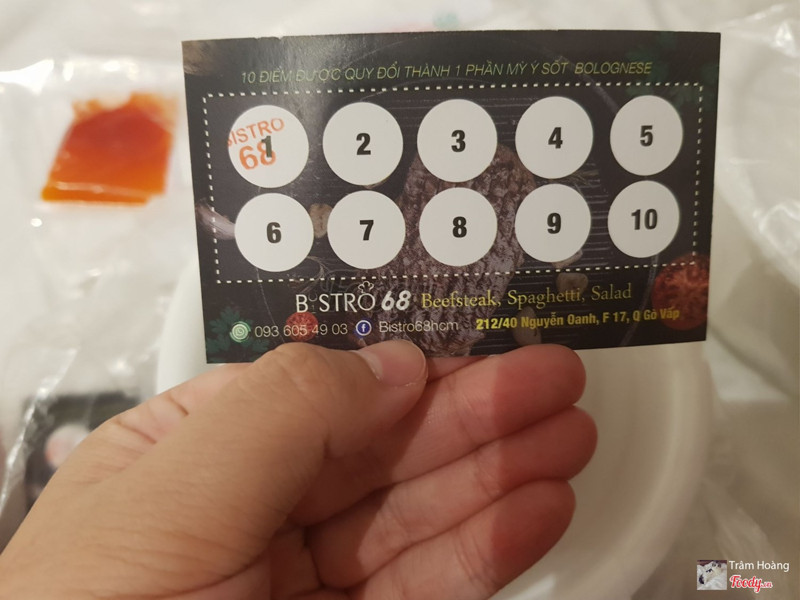 10 ĐIỂM ĐƯỢC QUY ĐỔI THÀNH 1 PHẦN MỲ Ý SỐT BOLOGNESE
BISTRO
68
1 2 3 4 5
6 7 8 9 10
BISTRO 68 Beefsteak, Spaghetti, Salad
093 605 49 03 Bistro68hcm 212/40 Nguyễn Oanh, F 17, Q Gò Vấp
Trâm Hoàng
Foody.vn